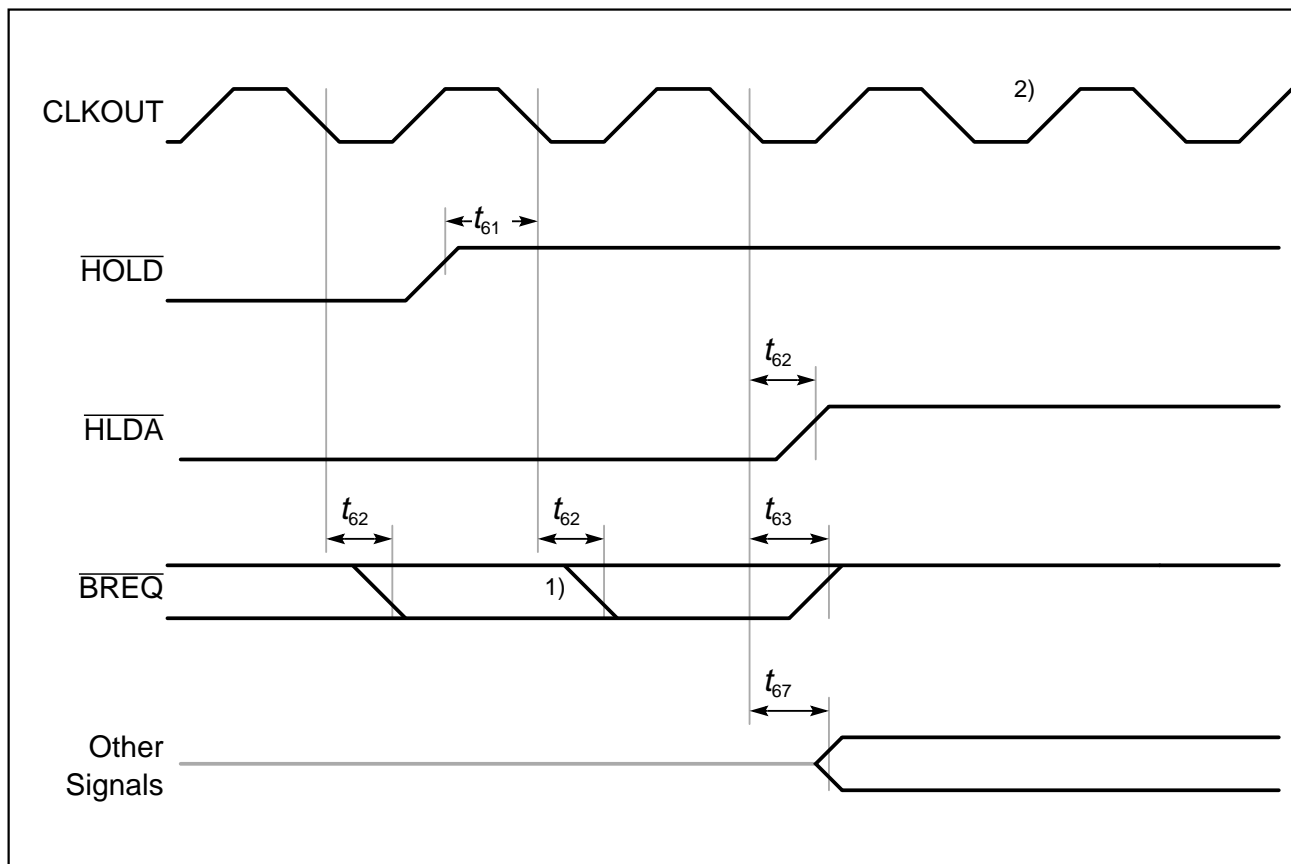 CLKOUT
2)
t61
HOLD
t62
HLDA
t62
t62
t63
BREQ
1)
t67
Other
Signals